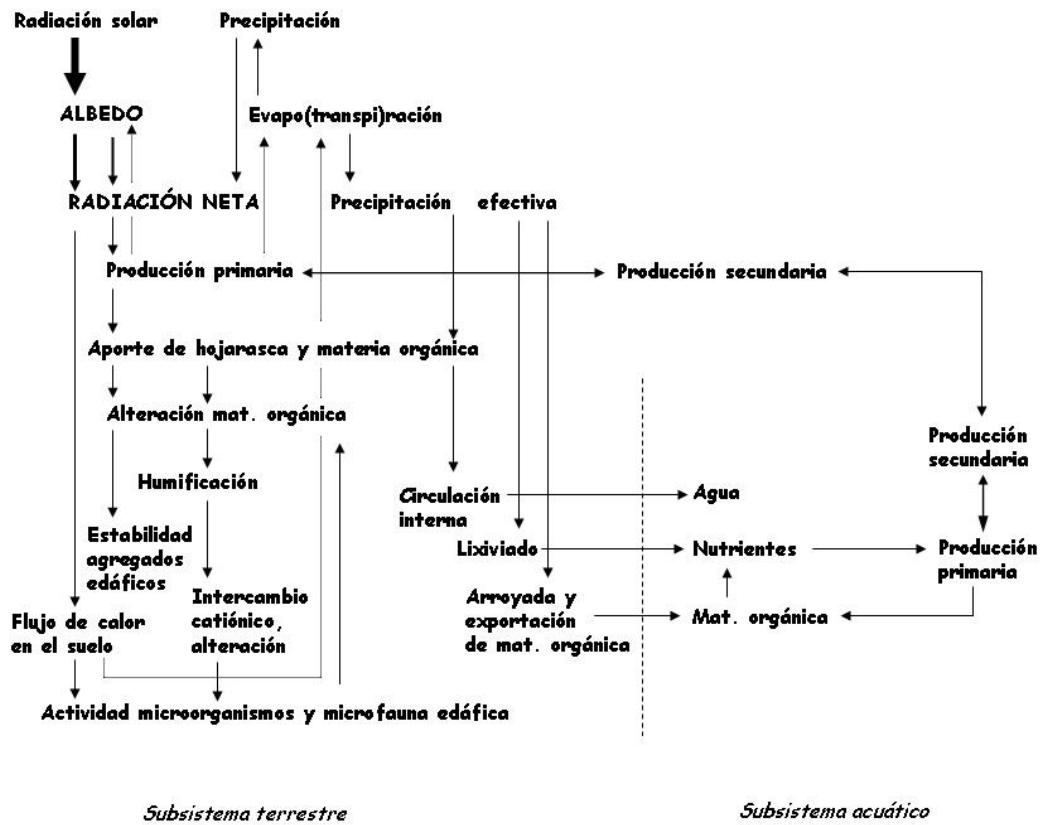 Radiación solar
Precipitación
ALBEDO
Evapo(transpi)ración
RADIACIÓN NETA
Precipitación efectiva
Producción primaria
Producción secundaria
Aporte de hojarasca y materia orgánica
Alteración mat. orgánica
Producción
secundaria
Humificación
Circulación
interna
Agua
Estabilidad
agregados
edáficos
Lixiviado
Nutrientes
Producción
primaria
Flujo de calor
en el suelo
Intercambio
catiónico,
alteración
Arroyada y
exportación
de mat. orgánica
Mat. orgánica
Actividad microorganismos y microfauna edáfica
Subsistema terrestre
Subsistema acuático